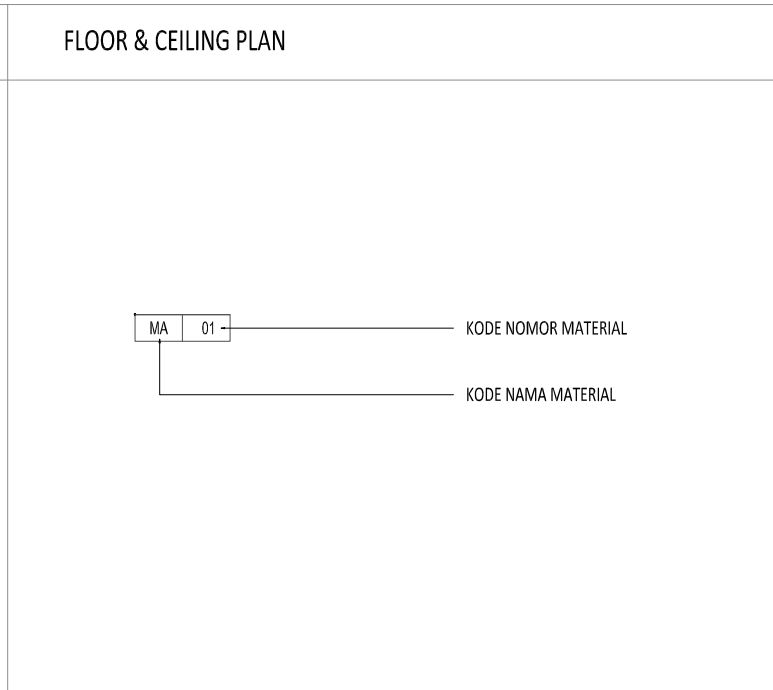 FLOOR & CEILING PLAN
MA 01 KODE NOMOR MATERIAL
KODE NAMA MATERIAL